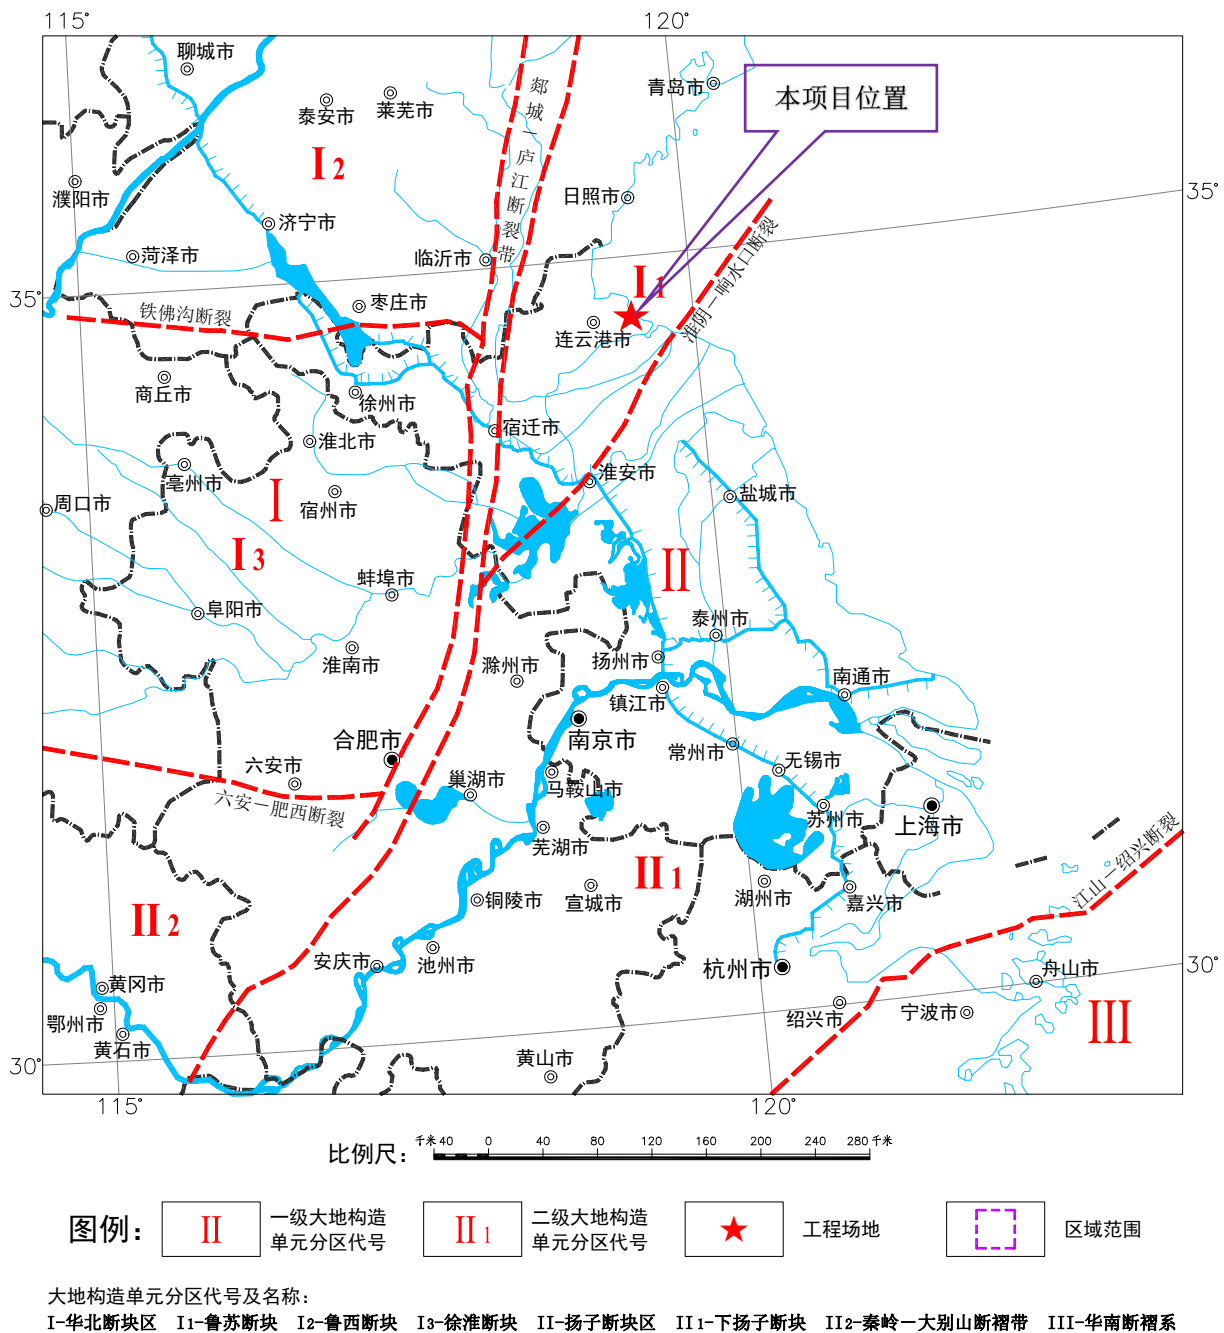 115°
120°
聊城市
泰安市
莱芜市
青岛市
本项目位置
郯城—庐江断裂带
I2
濮阳市
济宁市
日照市
35°
菏泽市
临沂市
I1
淮阴—响水口断裂
35°
枣庄市
铁佛沟断裂
连云港市
商丘市
徐州市
淮北市
宿迁市
亳州市
淮安市
周口市
I
宿州市
盐城市
I3
II
蚌埠市
阜阳市
泰州市
淮南市
滁州市
扬州市
镇江市
南通市
合肥市
南京市
常州市
无锡市
六安市
巢湖市
马鞍山市
六安—肥西断裂
苏州市
上海市
芜湖市
江山—绍兴断裂
II1
铜陵市
宣城市
湖州市
嘉兴市
II2
安庆市
池州市
杭州市
舟山市
30°
黄冈市
鄂州市
黄石市
绍兴市
宁波市
III
30°
黄山市
115°
120°
比例尺：
千米 40 0 40 80 120 160 200 240 280 千米
图例：
II
一级大地构造
单元分区代号
II1
二级大地构造
单元分区代号
工程场地
区域范围
大地构造单元分区代号及名称：
I-华北断块区 I1-鲁苏断块 I2-鲁西断块 I3-徐淮断块 II-扬子断块区 II1-下扬子断块 II2-秦岭—大别山断褶带 III-华南断褶系